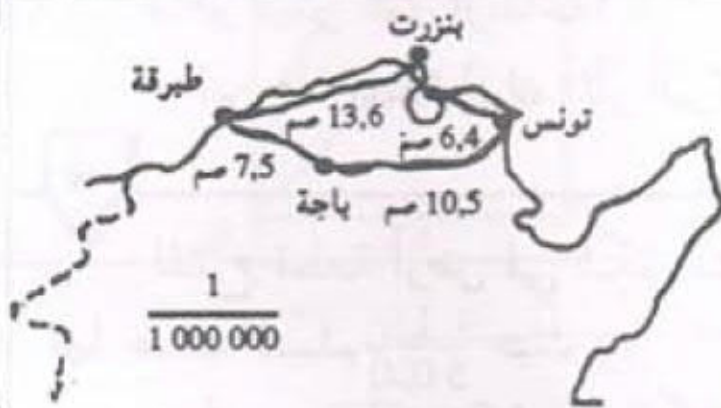 بنزرت
طبرقة
تونس
13,6 صم
6,4 صم
7,5 صم
باجة
10,5 صم
1
1 000 000